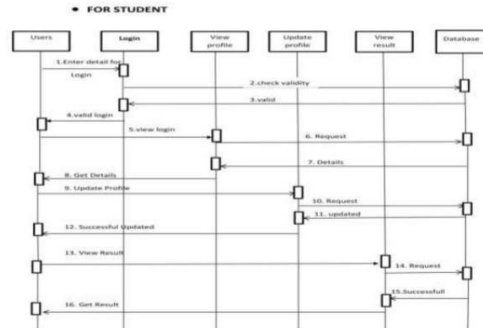 • FOR STUDENT
Users
Login
View
profile
Update
profile
View
result
Database
1.Enter detail for
Login
2.check validity
3.valid
4.valid login
5.view login
6. Request
7. Details
8. Get Details
9. Update Profile
10. Request
11. updated
12. Successful Updated
13. View Result
14. Request
15.Successfull
16. Get Result